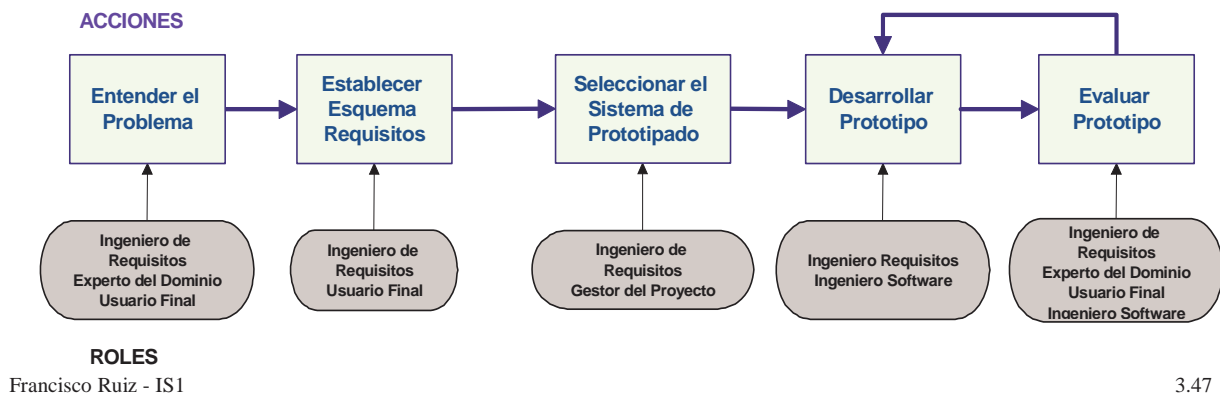 ACCIONES
Entender el
Problema
Establecer
Esquema
Requisitos
Seleccionar el
Sistema de
Prototipado
Desarrollar
Prototipo
Evaluar
Prototipo
Ingeniero de
Requisitos
Experto del Dominio
Usuario Final
Ingeniero de
Requisitos
Usuario Final
Ingeniero de
Requisitos
Gestor del Proyecto
Ingeniero Requisitos
Ingeniero Software
Ingeniero de
Requisitos
Experto del Dominio
Usuario Final
Ingeniero Software
ROLES
Francisco Ruiz - IS1
3.47